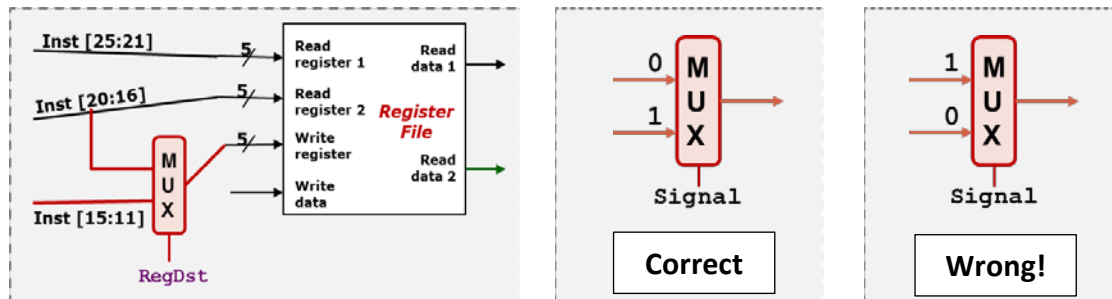 Inst [25:21]
5
Read
register 1
Read
data 1
Inst [20:16]
5
Read
register 2
Register
File
5
Write
register
M
U
X
Read
data 2
Write
data
Inst [15:11]
RegDst
0
1
M
U
X
Signal
Correct
1
0
M
U
X
Signal
Wrong!